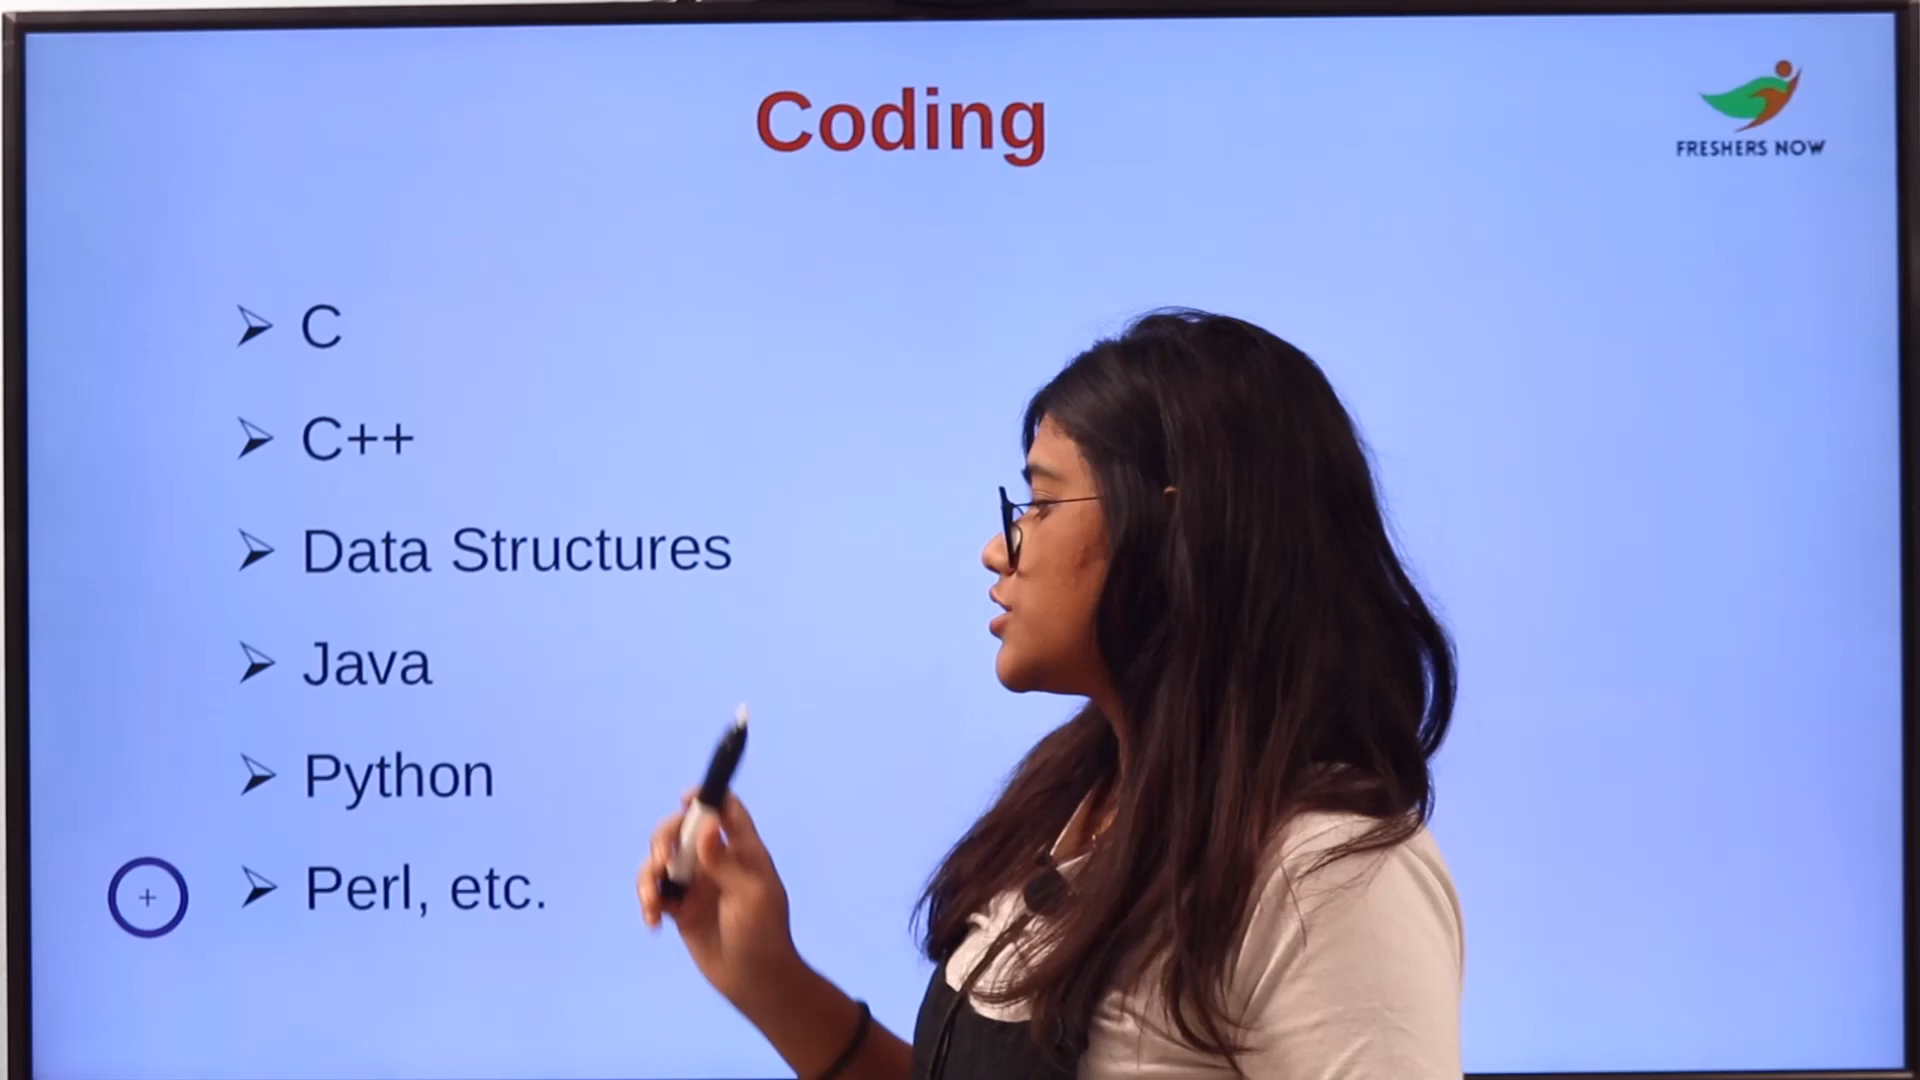 Coding
FRESHERS NOW
C
C++
Data Structures
Java
Python
Perl, etc.